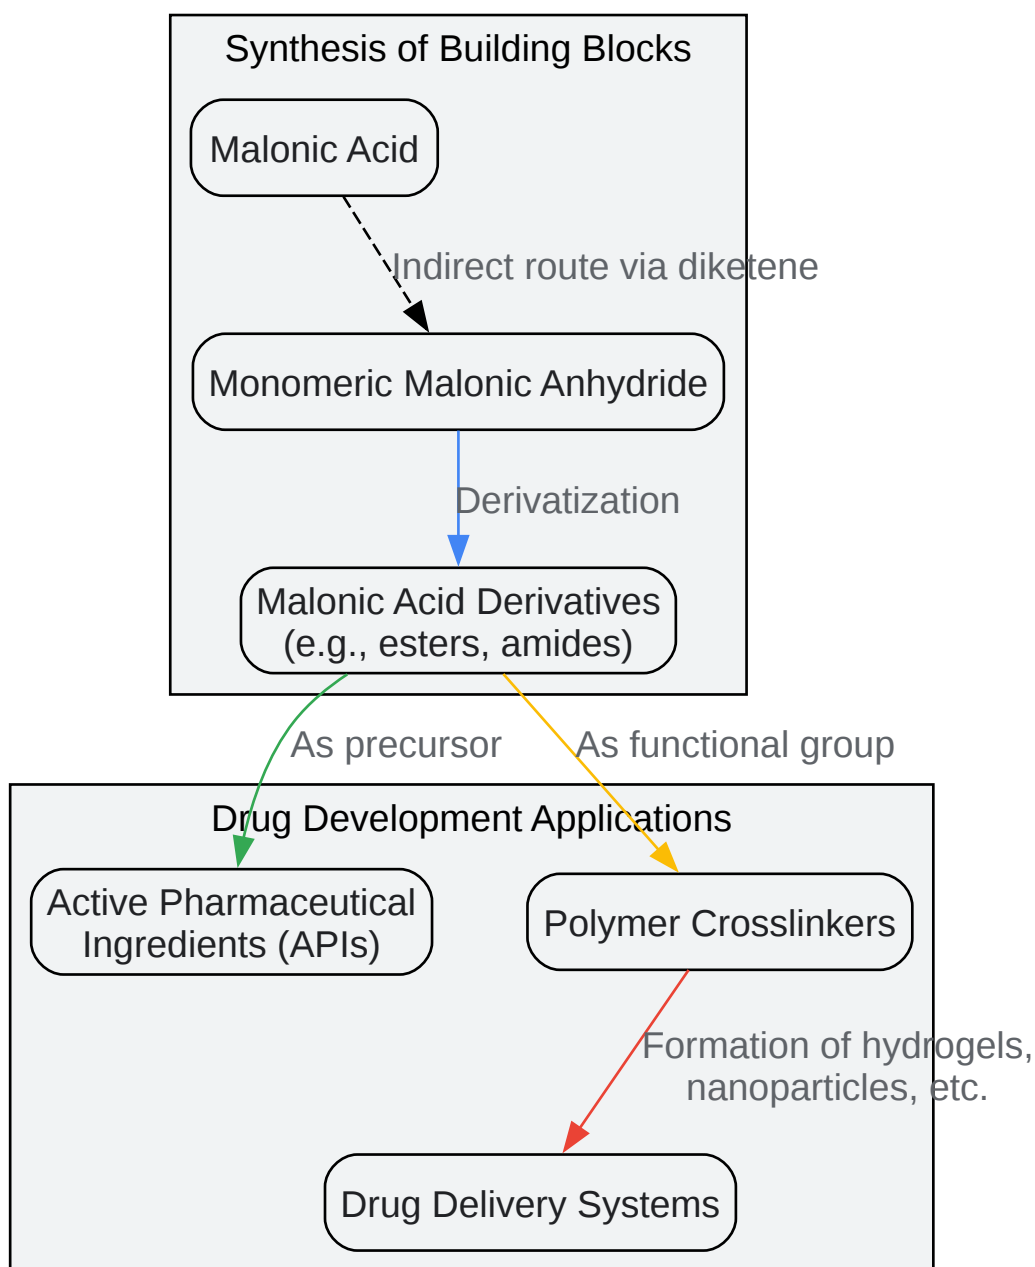 Synthesis of Building Blocks
Malonic Acid
Indirect route via diketene
Monomeric Malonic Anhydride
Derivatization
Malonic Acid Derivatives
(e.g., esters, amides)
As precursor
As functional group
Drug Development Applications
Active Pharmaceutical
Ingredients (APIs)
Polymer Crosslinkers
Formation of hydrogels,
nanoparticles, etc.
Drug Delivery Systems